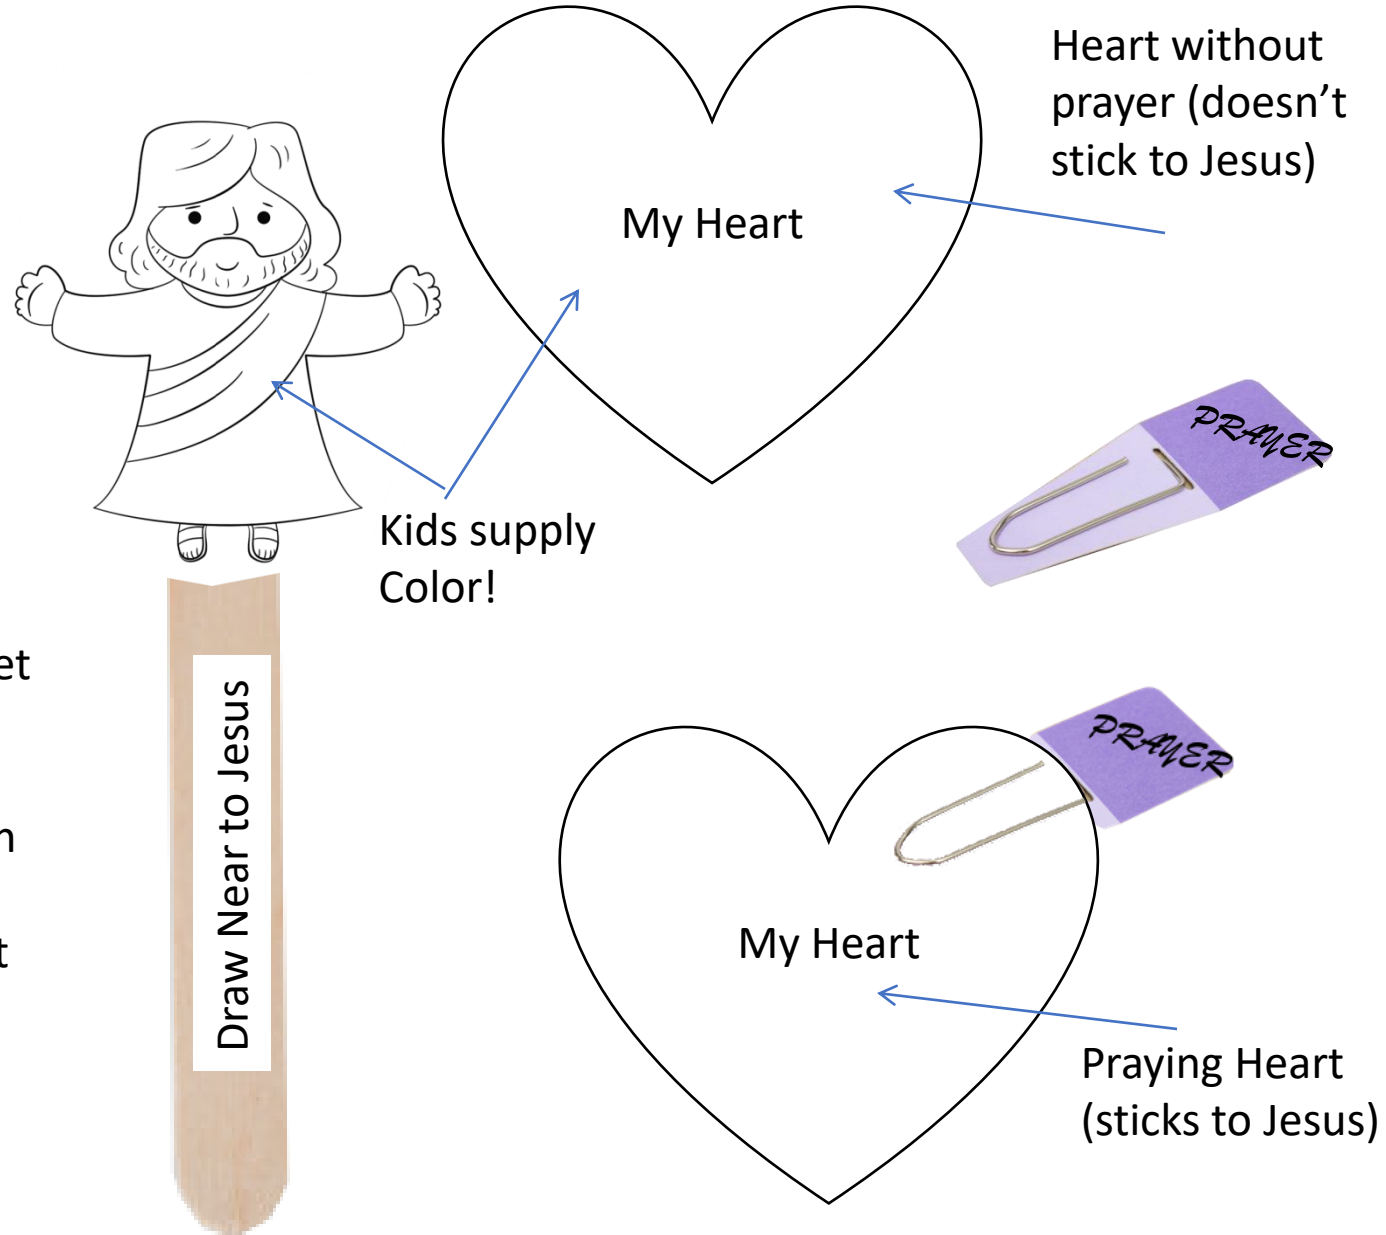 Heart without
prayer (doesn’t
stick to Jesus)
My Heart
PRAYER
Kids supply
Color!
Draw Near to Jesus
PRAYER
My Heart
Praying Heart
(sticks to Jesus)